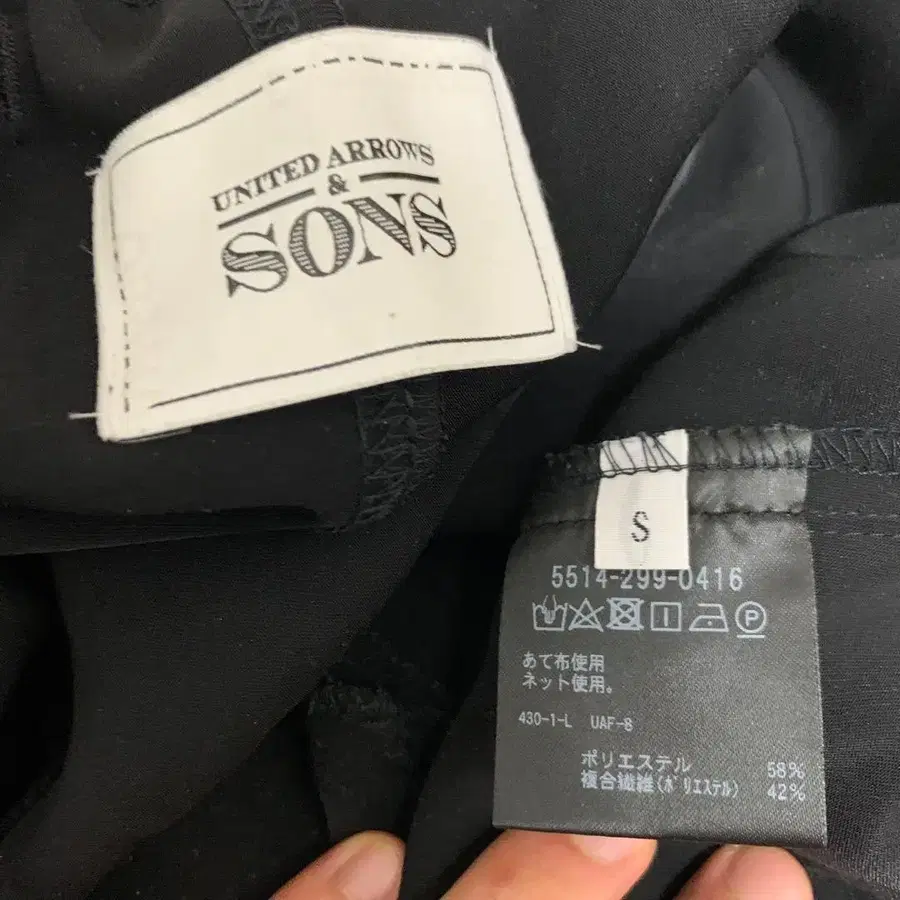 UNITED ARROWS
&
SONS
S
5514-299-0416
あて布使用
ネット使用。
430-1-L UAF-8
ポリエステル 58%
複合繊維(ポリエステル) 42%